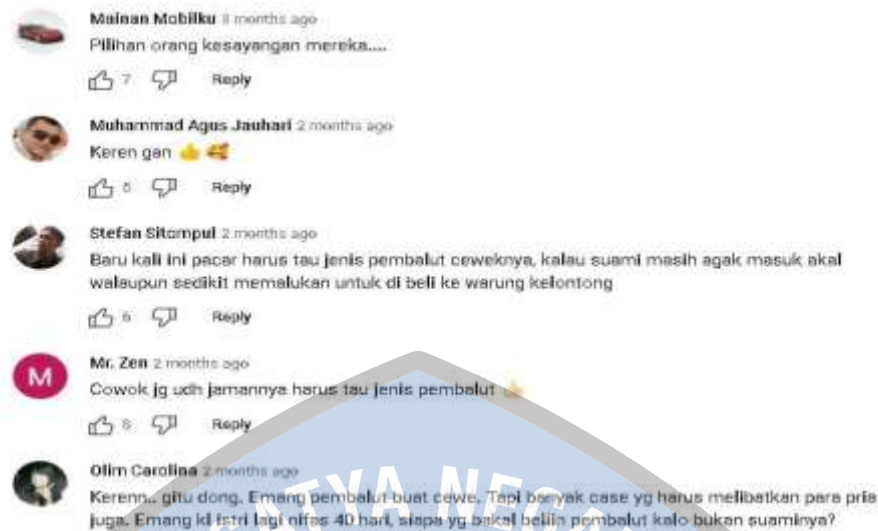 Mainan Mobilku 8 months ago
Pilihan orang kesayangan mereka....
7 Reply
Muhammad Agus Jauhari 2 months ago
Keren gan
Reply
Stefan Sitompul 2 months ago
Baru kali ini pacar harus tau jenis pembalut ceweknya, kalau suami masih agak masuk akal
walaupun sedikit memalukan untuk di beli ke warung kelontong
6 Reply
M
Mr. Zen 2 months ago
Cowok jg udh jamannya harus tau jenis pembalut
8 Reply
Olim Carolina 2 months ago
Kerenn.. gitu dong. Emang pembalut buat cewe. Tapi banyak case yg harus melibatkan para pria
juga. Emang kl istri lagi nifas 40 hari, siapa yg bakal beliin pembalut kalo bukan suaminya?
ATYA NEGA